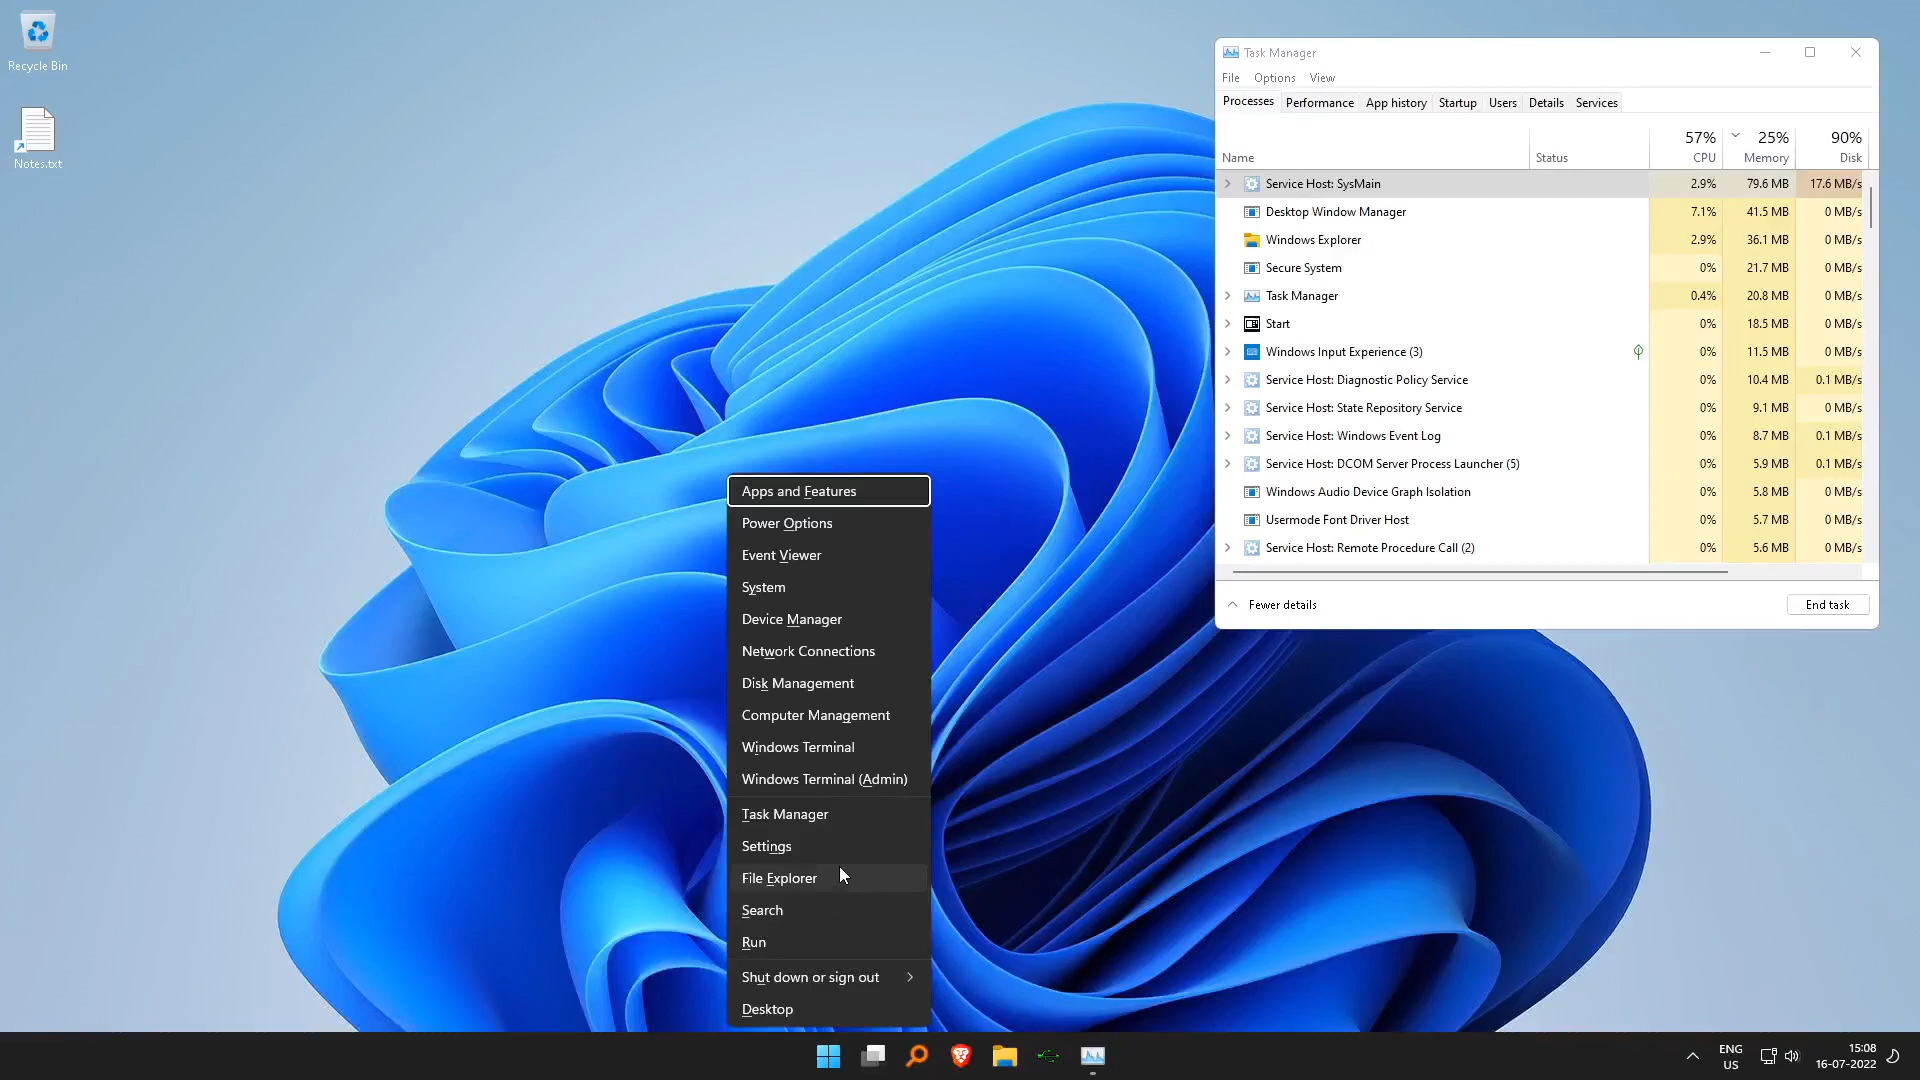 Recycle Bin
Notes.txt
Task Manager
File Options View
Processes Performance App history Startup Users Details Services
57% 25% 90%
Name Status CPU Memory Disk
Service Host: SysMain 2.9% 79.6 MB 17.6 MB/s
Desktop Window Manager 7.1% 41.5 MB 0 MB/s
Windows Explorer 2.9% 36.1 MB 0 MB/s
Secure System 0% 21.7 MB 0 MB/s
Task Manager 0.4% 20.8 MB 0 MB/s
Start 0% 18.5 MB 0 MB/s
Windows Input Experience (3) 0% 11.5 MB 0 MB/s
Service Host: Diagnostic Policy Service 0% 10.4 MB 0.1 MB/s
Service Host: State Repository Service 0% 9.1 MB 0 MB/s
Service Host: Windows Event Log 0% 8.7 MB 0.1 MB/s
Service Host: DCOM Server Process Launcher (5) 0% 5.9 MB 0.1 MB/s
Windows Audio Device Graph Isolation 0% 5.8 MB 0 MB/s
Usermode Font Driver Host 0% 5.7 MB 0 MB/s
Service Host: Remote Procedure Call (2) 0% 5.6 MB 0 MB/s
Fewer details End task
Apps and Features
Power Options
Event Viewer
System
Device Manager
Network Connections
Disk Management
Computer Management
Windows Terminal
Windows Terminal (Admin)
Task Manager
Settings
File Explorer
Search
Run
Shut down or sign out
Desktop
ENG
US
15:08
16-07-2022